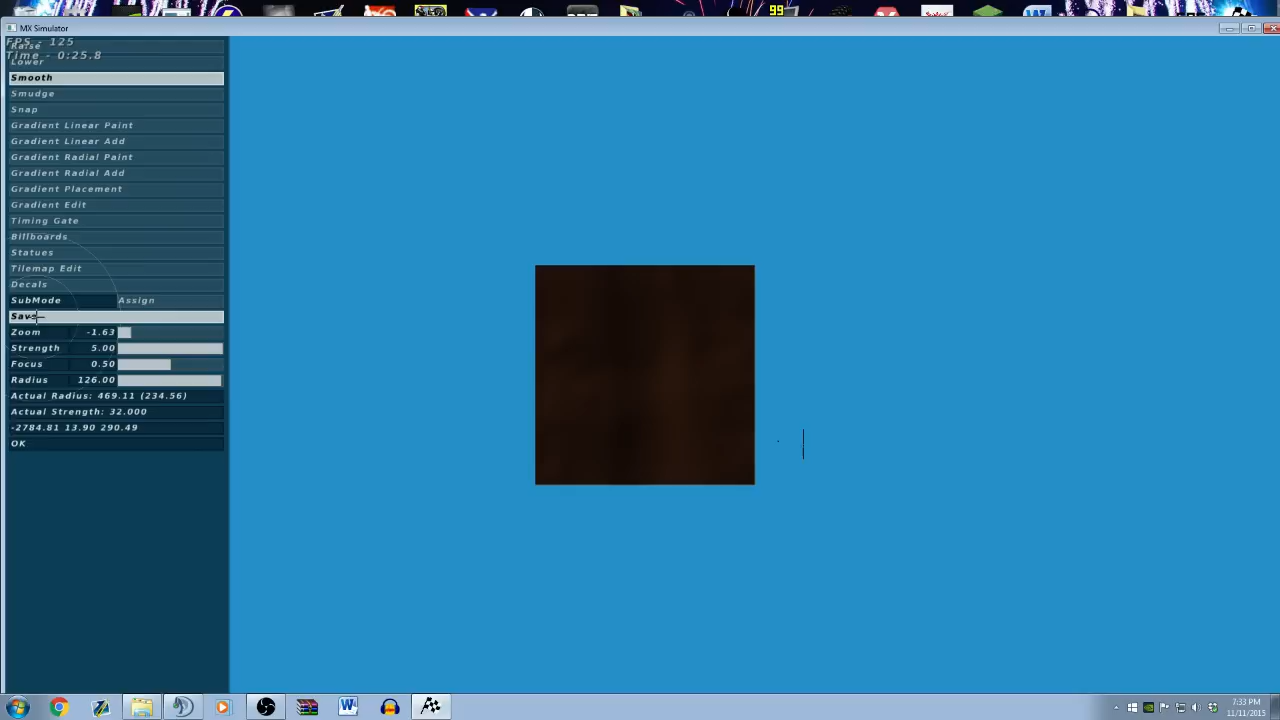 99
MX Simulator
FPS - 125
Raise
Time - 0:25.8
Lower
Smooth
Smudge
Snap
Gradient Linear Paint
Gradient Linear Add
Gradient Radial Paint
Gradient Radial Add
Gradient Placement
Gradient Edit
Timing Gate
Billboards
Statues
Tilemap Edit
Decals
SubMode Assign
Save
Zoom -1.63
Strength 5.00
Focus 0.50
Radius 126.00
Actual Radius: 469.11 (234.56)
Actual Strength: 32.000
-2784.81 13.90 290.49
OK
7:33 PM
11/11/2015